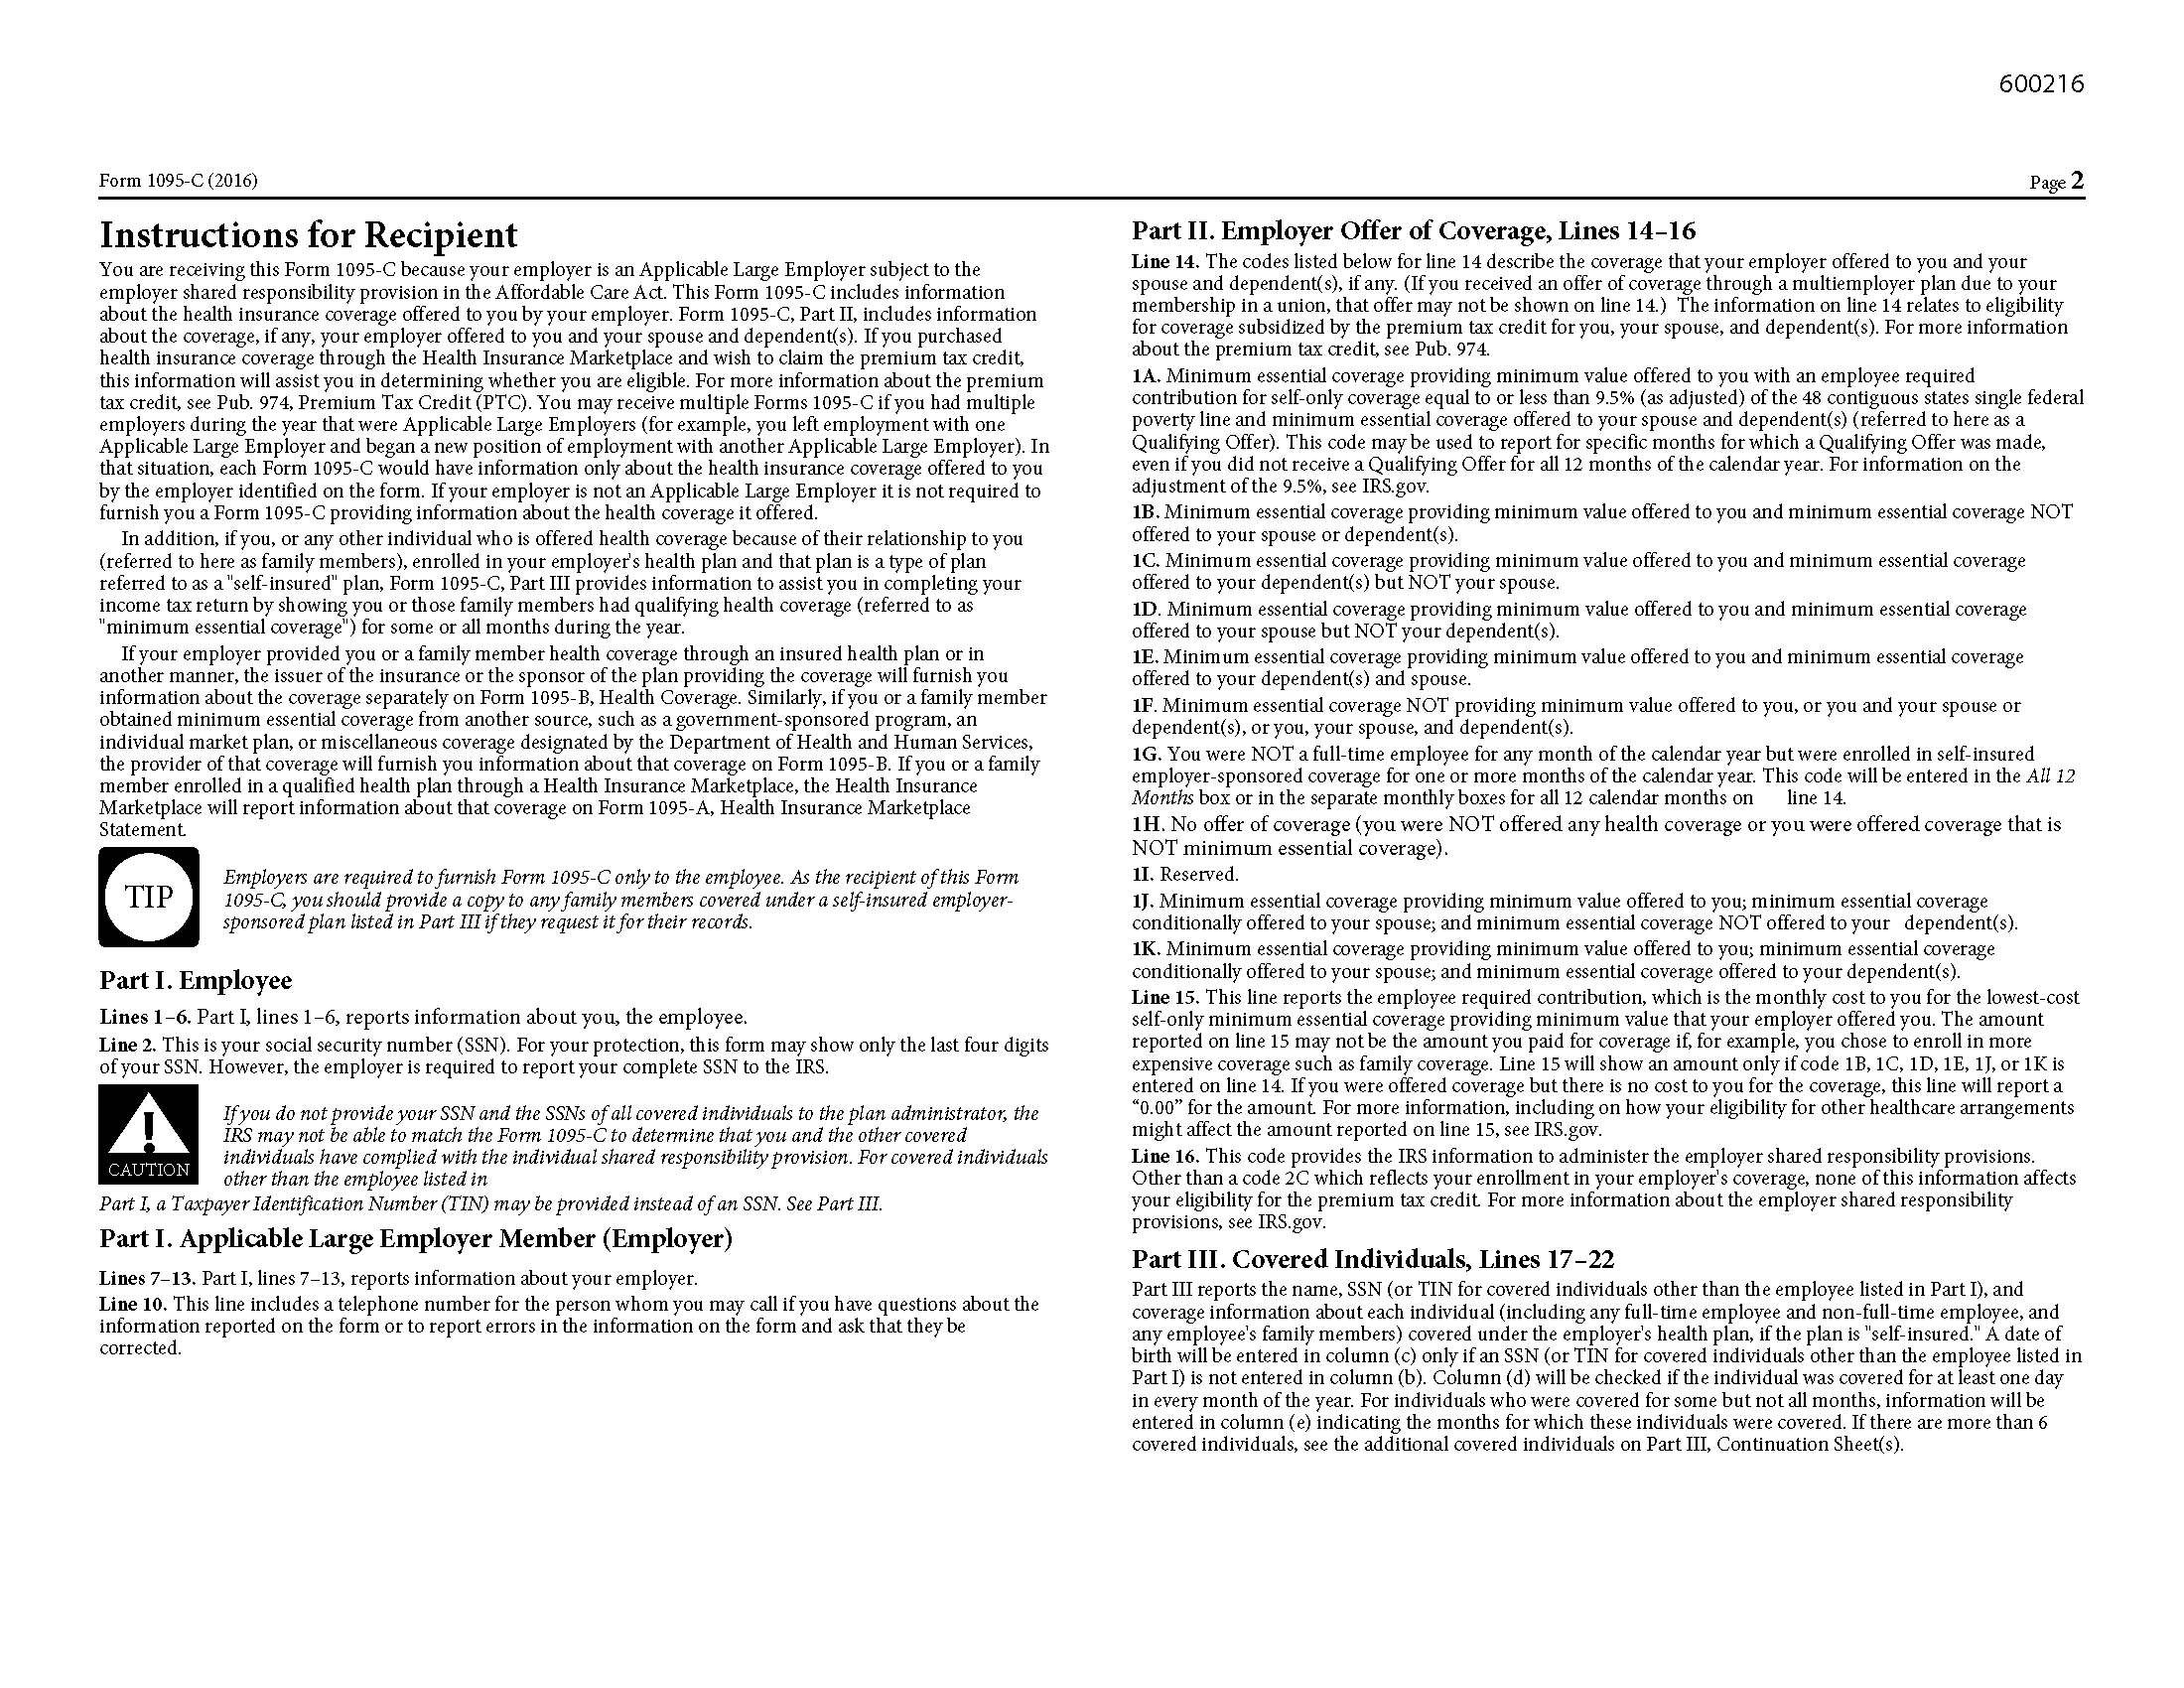 600216
Form 1095-C (2016)
Page 2
Instructions for Recipient
You are receiving this Form 1095-C because your employer is an Applicable Large Employer subject to the
employer shared responsibility provision in the Affordable Care Act. This Form 1095-C includes information
about the health insurance coverage offered to you by your employer. Form 1095-C, Part II, includes information
about the coverage, if any, your employer offered to you and your spouse and dependent(s). If you purchased
health insurance coverage through the Health Insurance Marketplace and wish to claim the premium tax credit,
this information will assist you in determining whether you are eligible. For more information about the premium
tax credit, see Pub. 974, Premium Tax Credit (PTC). You may receive multiple Forms 1095-C if you had multiple
employers during the year that were Applicable Large Employers (for example, you left employment with one
Applicable Large Employer and began a new position of employment with another Applicable Large Employer). In
that situation, each Form 1095-C would have information only about the health insurance coverage offered to you
by the employer identified on the form. If your employer is not an Applicable Large Employer it is not required to
furnish you a Form 1095-C providing information about the health coverage it offered.
In addition, if you, or any other individual who is offered health coverage because of their relationship to you
(referred to here as family members), enrolled in your employer's health plan and that plan is a type of plan
referred to as a "self-insured" plan, Form 1095-C, Part III provides information to assist you in completing your
income tax return by showing you or those family members had qualifying health coverage (referred to as
"minimum essential coverage") for some or all months during the year.
If your employer provided you or a family member health coverage through an insured health plan or in
another manner, the issuer of the insurance or the sponsor of the plan providing the coverage will furnish you
information about the coverage separately on Form 1095-B, Health Coverage. Similarly, if you or a family member
obtained minimum essential coverage from another source, such as a government-sponsored program, an
individual market plan, or miscellaneous coverage designated by the Department of Health and Human Services,
the provider of that coverage will furnish you information about that coverage on Form 1095-B. If you or a family
member enrolled in a qualified health plan through a Health Insurance Marketplace, the Health Insurance
Marketplace will report information about that coverage on Form 1095-A, Health Insurance Marketplace
Statement.
TIP
Employers are required to furnish Form 1095-C only to the employee. As the recipient of this Form
1095-C, you should provide a copy to any family members covered under a self-insured employer-
sponsored plan listed in Part III if they request it for their records.
Part I. Employee
Lines 1–6. Part I, lines 1–6, reports information about you, the employee.
Line 2. This is your social security number (SSN). For your protection, this form may show only the last four digits
of your SSN. However, the employer is required to report your complete SSN to the IRS.
CAUTION
If you do not provide your SSN and the SSNs of all covered individuals to the plan administrator, the
IRS may not be able to match the Form 1095-C to determine that you and the other covered
individuals have complied with the individual shared responsibility provision. For covered individuals
other than the employee listed in
Part I, a Taxpayer Identification Number (TIN) may be provided instead of an SSN. See Part III.
Part I. Applicable Large Employer Member (Employer)
Lines 7–13. Part I, lines 7–13, reports information about your employer.
Line 10. This line includes a telephone number for the person whom you may call if you have questions about the
information reported on the form or to report errors in the information on the form and ask that they be
corrected.
Part II. Employer Offer of Coverage, Lines 14–16
Line 14. The codes listed below for line 14 describe the coverage that your employer offered to you and your
spouse and dependent(s), if any. (If you received an offer of coverage through a multiemployer plan due to your
membership in a union, that offer may not be shown on line 14.) The information on line 14 relates to eligibility
for coverage subsidized by the premium tax credit for you, your spouse, and dependent(s). For more information
about the premium tax credit, see Pub. 974.
1A. Minimum essential coverage providing minimum value offered to you with an employee required
contribution for self-only coverage equal to or less than 9.5% (as adjusted) of the 48 contiguous states single federal
poverty line and minimum essential coverage offered to your spouse and dependent(s) (referred to here as a
Qualifying Offer). This code may be used to report for specific months for which a Qualifying Offer was made,
even if you did not receive a Qualifying Offer for all 12 months of the calendar year. For information on the
adjustment of the 9.5%, see IRS.gov.
1B. Minimum essential coverage providing minimum value offered to you and minimum essential coverage NOT
offered to your spouse or dependent(s).
1C. Minimum essential coverage providing minimum value offered to you and minimum essential coverage
offered to your dependent(s) but NOT your spouse.
1D. Minimum essential coverage providing minimum value offered to you and minimum essential coverage
offered to your spouse but NOT your dependent(s).
1E. Minimum essential coverage providing minimum value offered to you and minimum essential coverage
offered to your dependent(s) and spouse.
1F. Minimum essential coverage NOT providing minimum value offered to you, or you and your spouse or
dependent(s), or you, your spouse, and dependent(s).
1G. You were NOT a full-time employee for any month of the calendar year but were enrolled in self-insured
employer-sponsored coverage for one or more months of the calendar year. This code will be entered in the All 12
Months box or in the separate monthly boxes for all 12 calendar months on line 14.
1H. No offer of coverage (you were NOT offered any health coverage or you were offered coverage that is
NOT minimum essential coverage).
1I. Reserved.
1J. Minimum essential coverage providing minimum value offered to you; minimum essential coverage
conditionally offered to your spouse; and minimum essential coverage NOT offered to your dependent(s).
1K. Minimum essential coverage providing minimum value offered to you; minimum essential coverage
conditionally offered to your spouse; and minimum essential coverage offered to your dependent(s).
Line 15. This line reports the employee required contribution, which is the monthly cost to you for the lowest-cost
self-only minimum essential coverage providing minimum value that your employer offered you. The amount
reported on line 15 may not be the amount you paid for coverage if, for example, you chose to enroll in more
expensive coverage such as family coverage. Line 15 will show an amount only if code 1B, 1C, 1D, 1E, 1J, or 1K is
entered on line 14. If you were offered coverage but there is no cost to you for the coverage, this line will report a
“0.00” for the amount. For more information, including on how your eligibility for other healthcare arrangements
might affect the amount reported on line 15, see IRS.gov.
Line 16. This code provides the IRS information to administer the employer shared responsibility provisions.
Other than a code 2C which reflects your enrollment in your employer's coverage, none of this information affects
your eligibility for the premium tax credit. For more information about the employer shared responsibility
provisions, see IRS.gov.
Part III. Covered Individuals, Lines 17–22
Part III reports the name, SSN (or TIN for covered individuals other than the employee listed in Part I), and
coverage information about each individual (including any full-time employee and non-full-time employee, and
any employee's family members) covered under the employer's health plan, if the plan is "self-insured." A date of
birth will be entered in column (c) only if an SSN (or TIN for covered individuals other than the employee listed in
Part I) is not entered in column (b). Column (d) will be checked if the individual was covered for at least one day
in every month of the year. For individuals who were covered for some but not all months, information will be
entered in column (e) indicating the months for which these individuals were covered. If there are more than 6
covered individuals, see the additional covered individuals on Part III, Continuation Sheet(s).